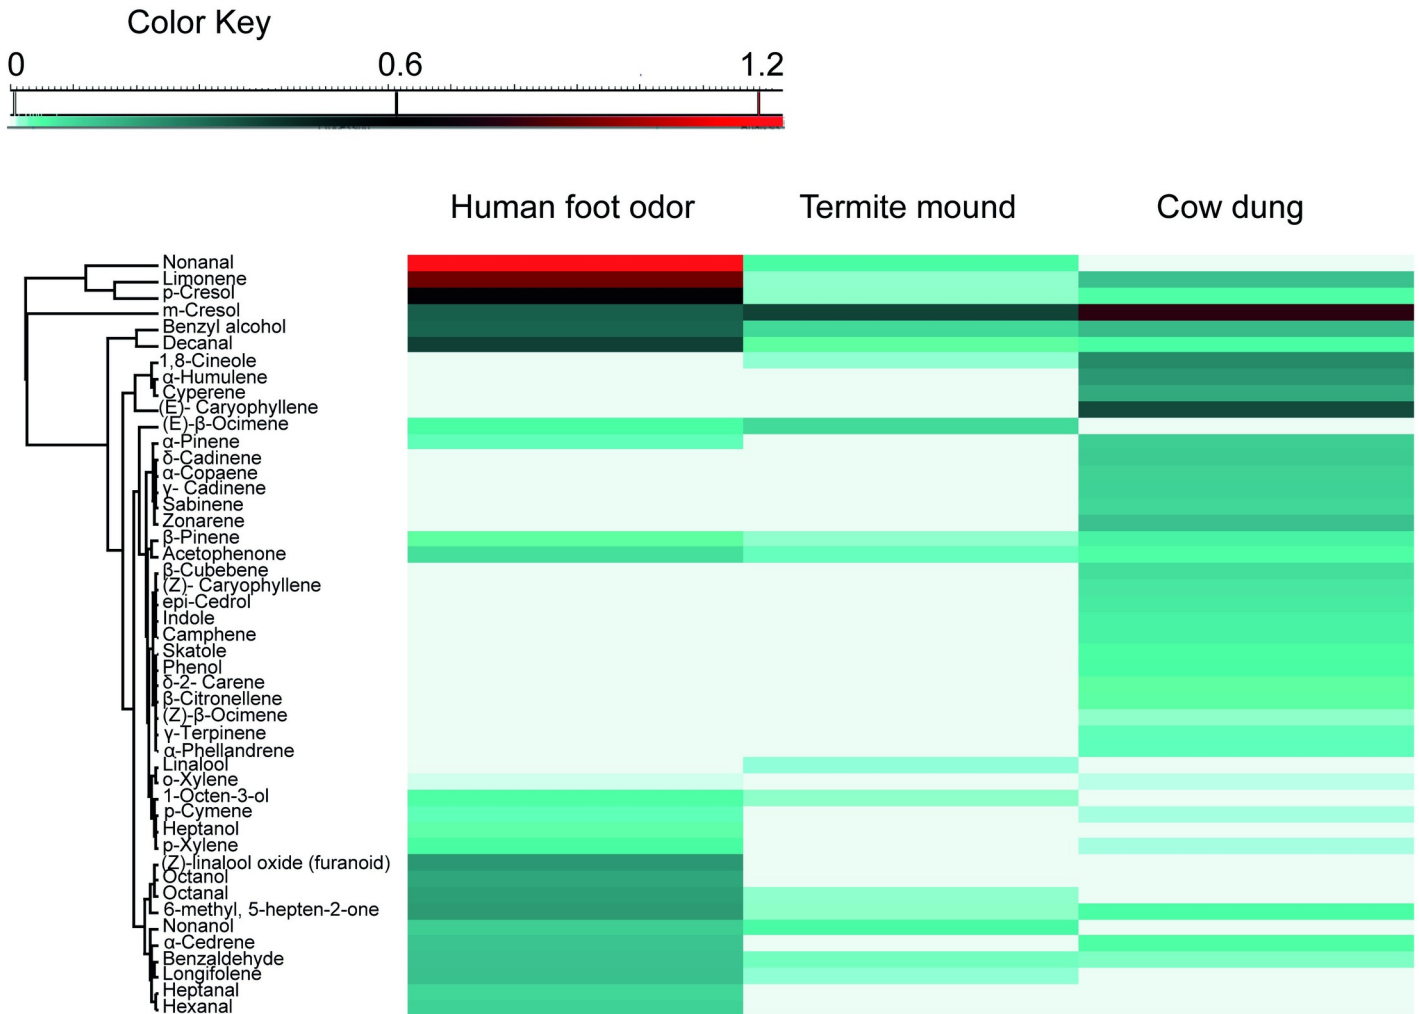 Color Key
0 0.6 1.2
Human foot odor Termite mound Cow dung
Nonanal
Limonene
p-Cresol
m-Cresol
Benzyl alcohol
Decanal
1,8-Cineole
α-Humulene
Cyperene
(E)- Caryophyllene
(E)-β-Ocimene
α-Pinene
δ-Cadinene
α-Copaene
γ- Cadinene
Sabinene
Zonarene
β-Pinene
Acetophenone
β-Cubebene
(Z)- Caryophyllene
epi-Cedrol
Indole
Camphene
Skatole
Phenol
δ-2- Carene
β-Citronellene
(Z)-β-Ocimene
γ-Terpinene
α-Phellandrene
Linalool
o-Xylene
1-Octen-3-ol
p-Cymene
Heptanol
p-Xylene
(Z)-linalool oxide (furanoid)
Octanol
Octanal
6-methyl, 5-hepten-2-one
Nonanol
α-Cedrene
Benzaldehyde
Longifolene
Heptanal
Hexanal